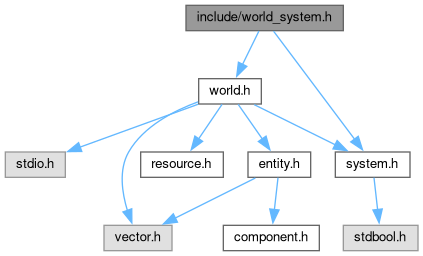 include/world_system.h
world.h
stdio.h
resource.h
entity.h
system.h
vector.h
component.h
stdbool.h